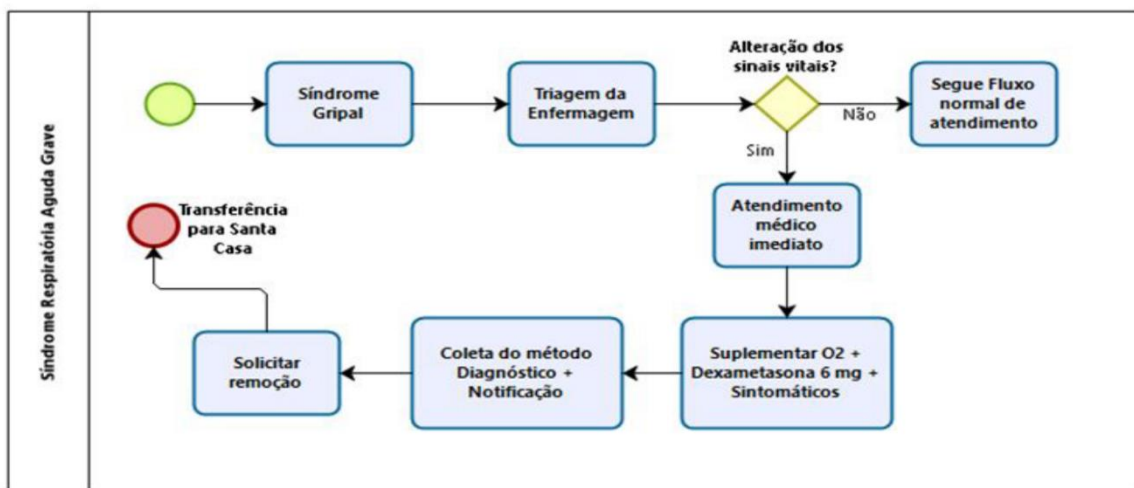 Síndrome Respiratória Aguda Grave
Síndrome
Gripal
Triagem da
Enfermagem
Alteração dos
sinais vitais?
Não
Segue Fluxo
normal de
atendimento
Sim
Atendimento
médico
imediato
Suplementar O2 +
Dexametasona 6 mg +
Sintomáticos
Coleta do método
Diagnóstico +
Notificação
Solicitar
remoção
Transferência
para Santa
Casa